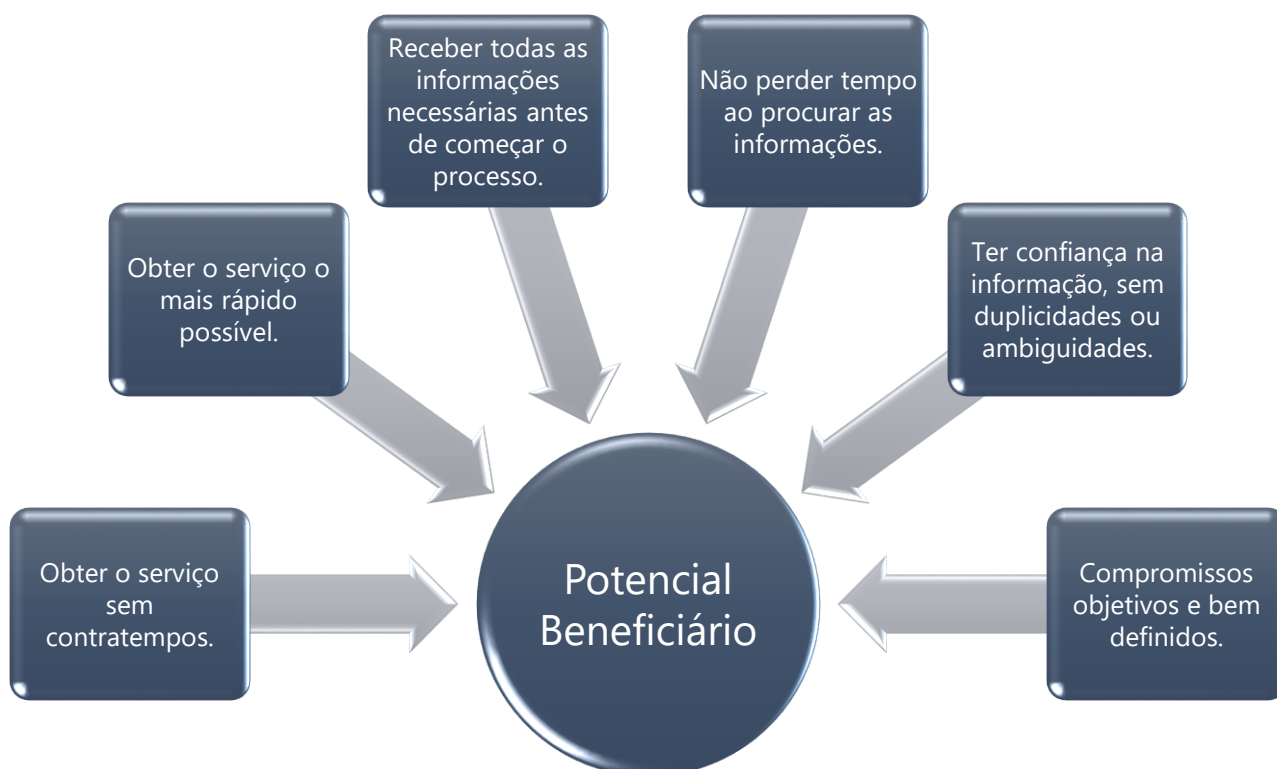 Receber todas as
informações
necessárias antes
de começar o
processo.
Não perder tempo
ao procurar as
informações.
Obter o serviço o
mais rápido
possível.
Ter confiança na
informação, sem
duplicidades ou
ambiguidades.
Obter o serviço
sem
contratempos.
Potencial
Beneficiário
Compromissos
objetivos e bem
definidos.